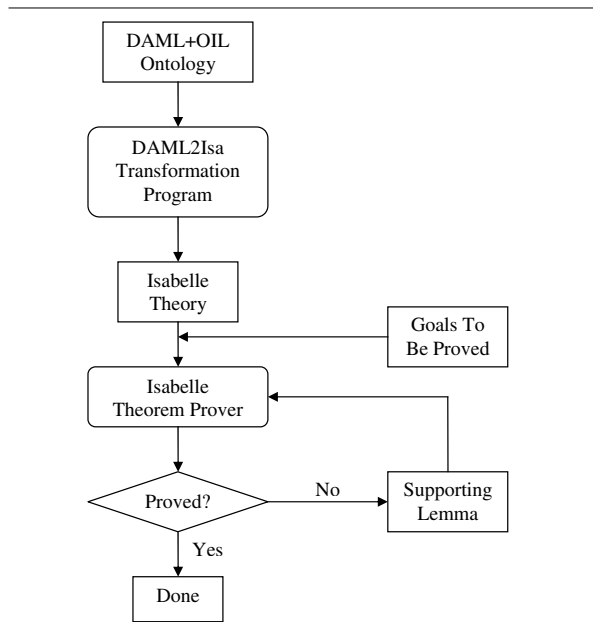 DAML+OIL
Ontology
DAML2Isa
Transformation
Program
Isabelle
Theory
Goals To
Be Proved
Isabelle
Theorem Prover
Proved?
No
Supporting
Lemma
Yes
Done